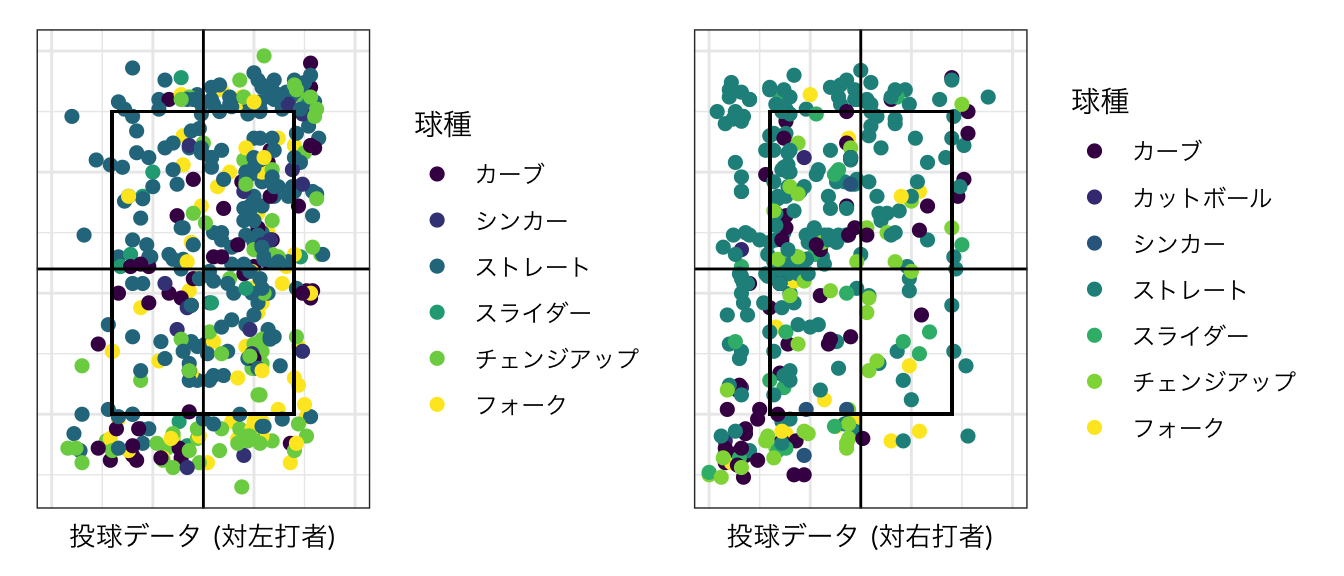 球種
カーブ
シンカー
ストレート
スライダー
チェンジアップ
フォーク
投球データ (対左打者)
球種
カーブ
カットボール
シンカー
ストレート
スライダー
チェンジアップ
フォーク
投球データ (対右打者)